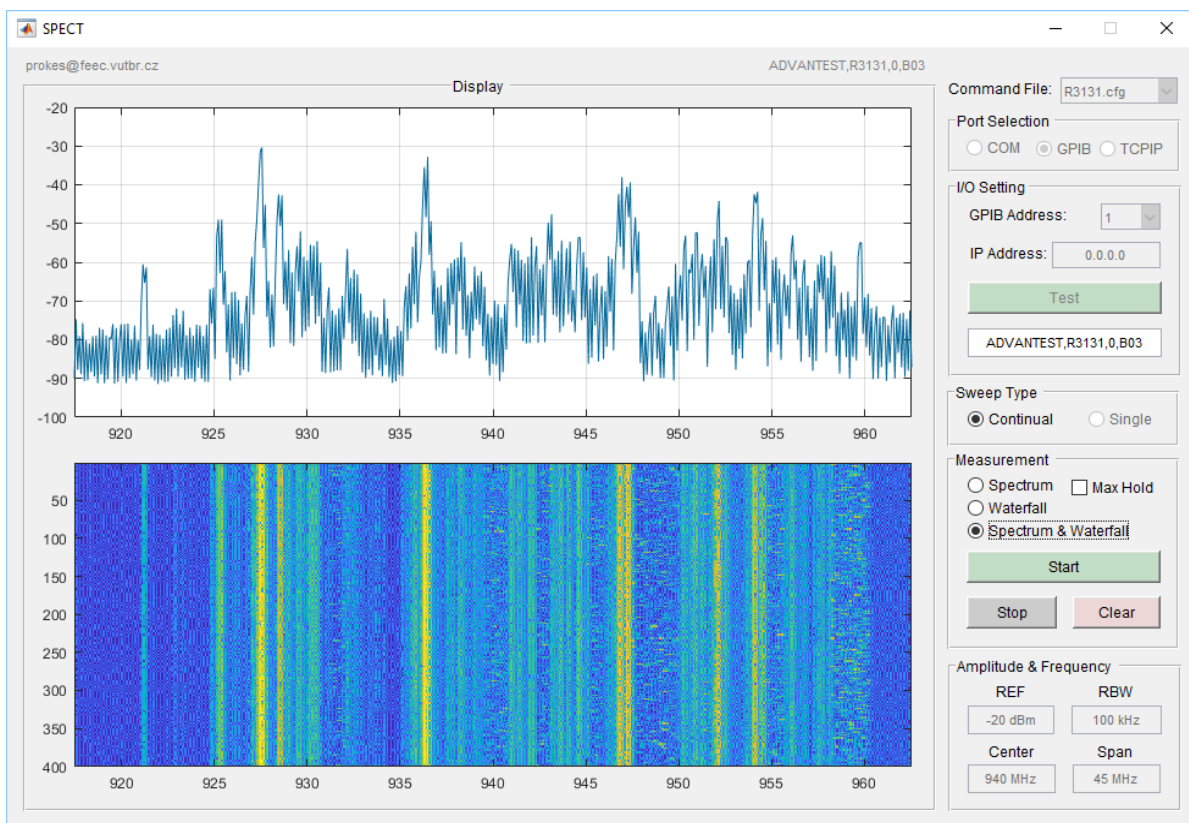 SPECT
prokes@feec.vutbr.cz
ADVANTEST,R3131,0,B03
Display
-20
-30
-40
-50
-60
-70
-80
-90
-100
920 925 930 935 940 945 950 955 960
50
100
150
200
250
300
350
400
920 925 930 935 940 945 950 955 960
Command File: R3131.cfg
Port Selection
COM GPIB TCPIP
I/O Setting
GPIB Address: 1
IP Address: 0.0.0.0
Test
ADVANTEST,R3131,0,B03
Sweep Type
Continual Single
Measurement
Spectrum Max Hold
Waterfall
Spectrum & Waterfall
Start
Stop Clear
Amplitude & Frequency
REF RBW
-20 dBm 100 kHz
Center Span
940 MHz 45 MHz